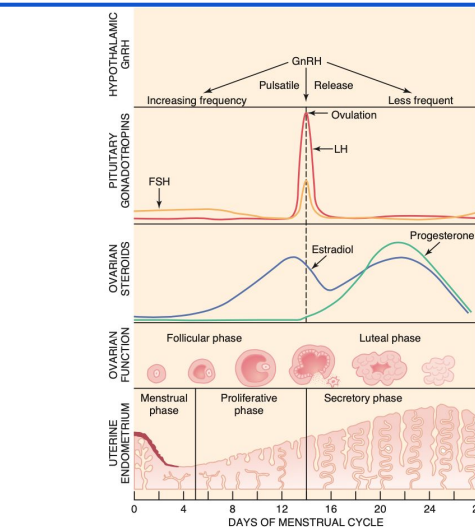 HYPOTHALAMIC
GnRH
GnRH
Pulsatile Release
Increasing frequency
Less frequent
PITUITARY
GONADOTROPINS
Ovulation
LH
FSH
OVARIAN
STEROIDS
Progesterone
Estradiol
OVARIAN
FUNCTION
Follicular phase
Luteal phase
UTERINE
ENDOMETRIUM
Menstrual
phase
Proliferative
phase
Secretory phase
0 4 8 12 16 20 24
DAYS OF MENSTRUAL CYCLE